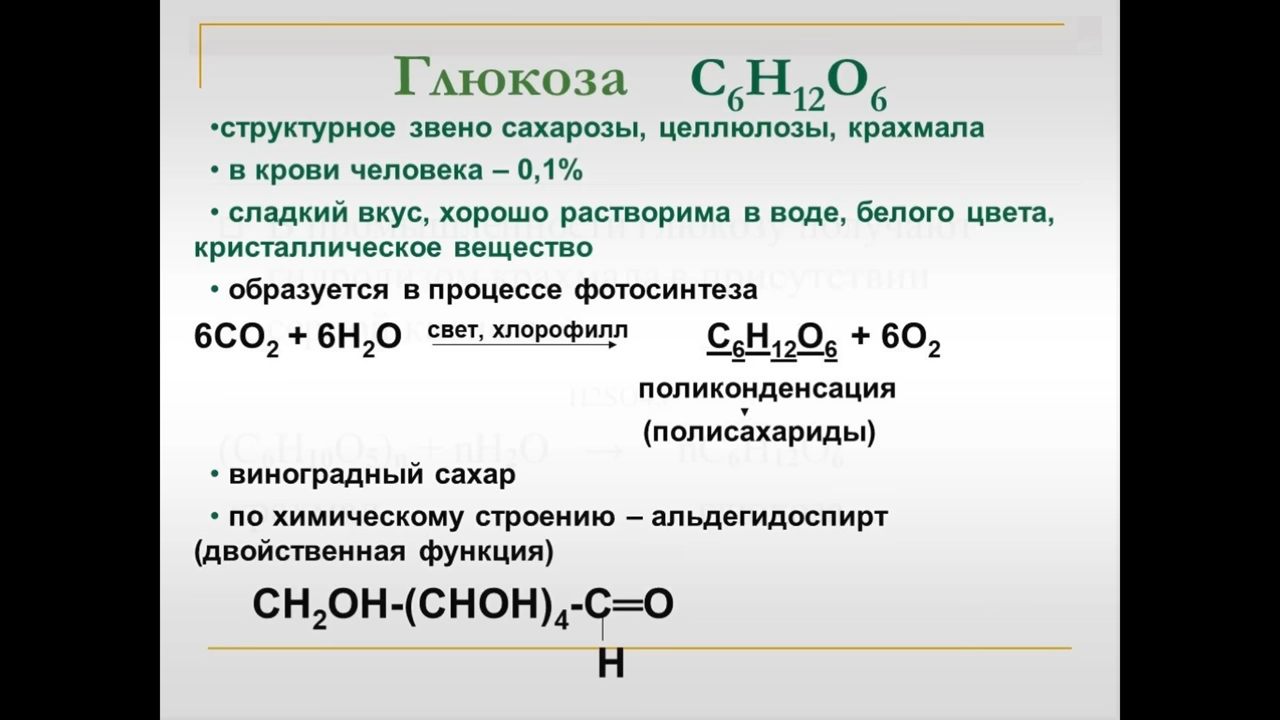 Глюкоза C₆H₁₂O₆
•структурное звено сахарозы, целлюлозы, крахмала
• в крови человека – 0,1%
• сладкий вкус, хорошо растворима в воде, белого цвета,
кристаллическое вещество
• образуется в процессе фотосинтеза
6CO₂ + 6H₂O свет, хлорофилл → C₆H₁₂O₆ + 6O₂
поликонденсация
(полисахариды)
• виноградный сахар
• по химическому строению – альдегидоспирт
(двойственная функция)
CH₂OH-(CHOH)₄-C═O
H